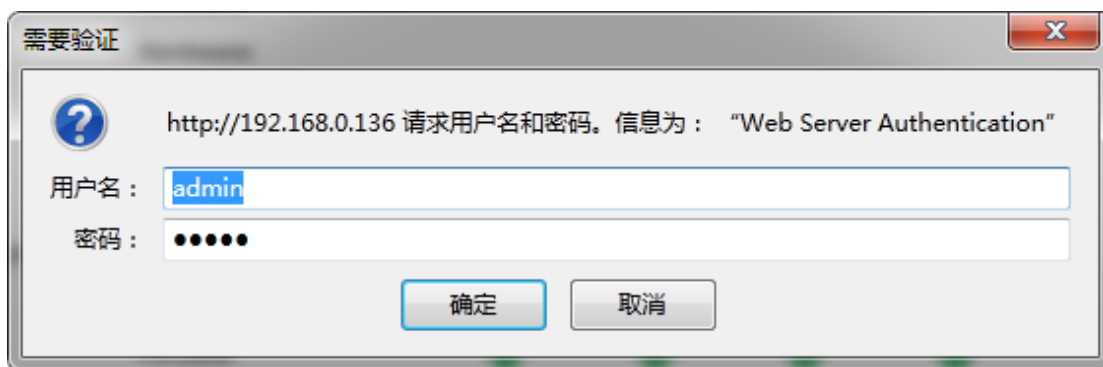 需要验证
http://192.168.0.136 请求用户名和密码。信息为： “Web Server Authentication”
用户名： admin
密码： •••••
确定 取消